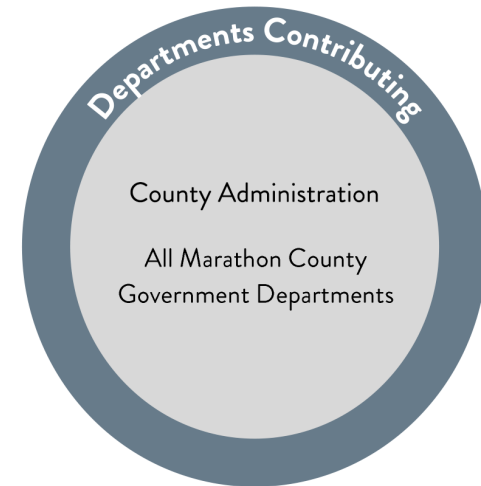 Departments Contributing
County Administration
All Marathon County
Government Departments